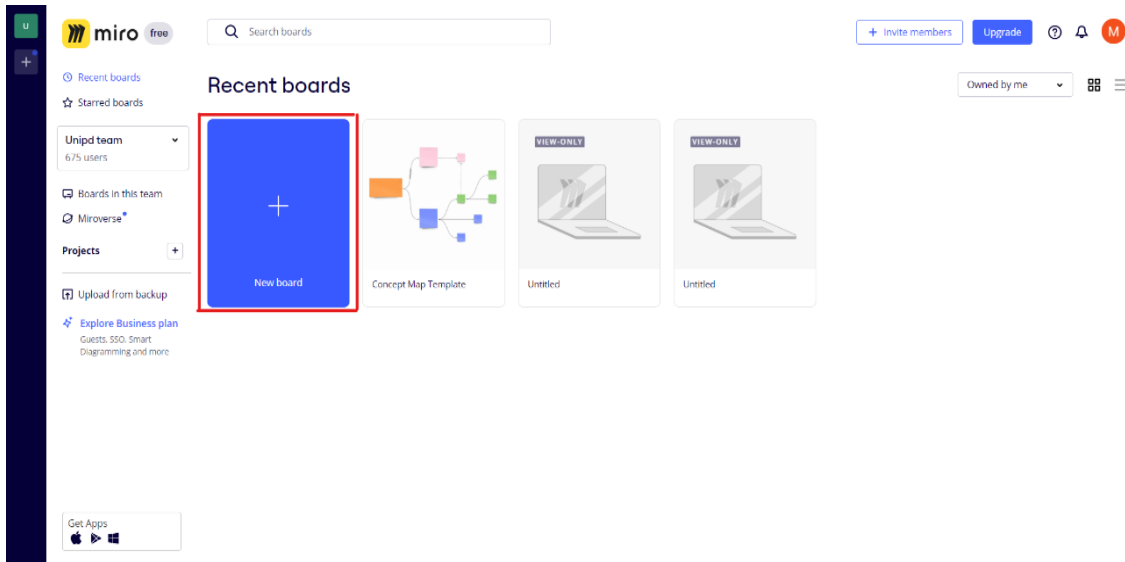 U
miro free
Search boards
+ Invite members
Upgrade
M
+
Recent boards
Starred boards
Recent boards
Owned by me
Unipd team
675 users
Boards in this team
Miroverse
Projects +
Upload from backup
Explore Business plan
Guests, SSO, Smart
Diagramming and more
New board
Concept Map Template
VIEW-ONLY
Untitled
VIEW-ONLY
Untitled
Get Apps